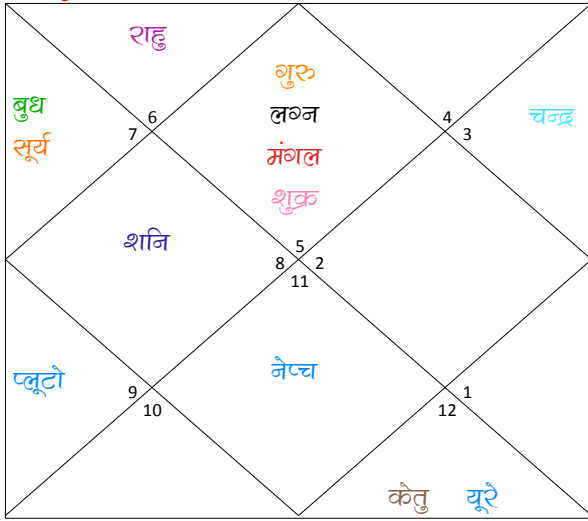 राहु
गुरु
बुध
6
लग्न
4
चन्द्र
7
3
सूर्य
मंगल
शुक्र
शनि
5
8
2
11
प्लूटो
नेप्च
9
1
10
12
केतु यूरे